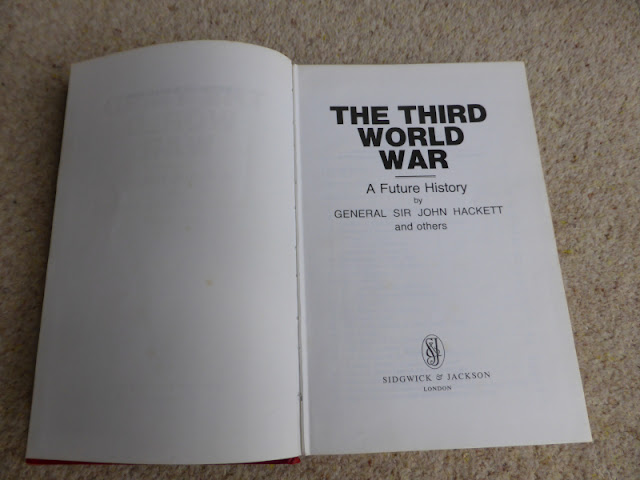 THE THIRD
WORLD
WAR
A Future History
by
GENERAL SIR JOHN HACKETT
and others
S&J
SIDGWICK & JACKSON
LONDON